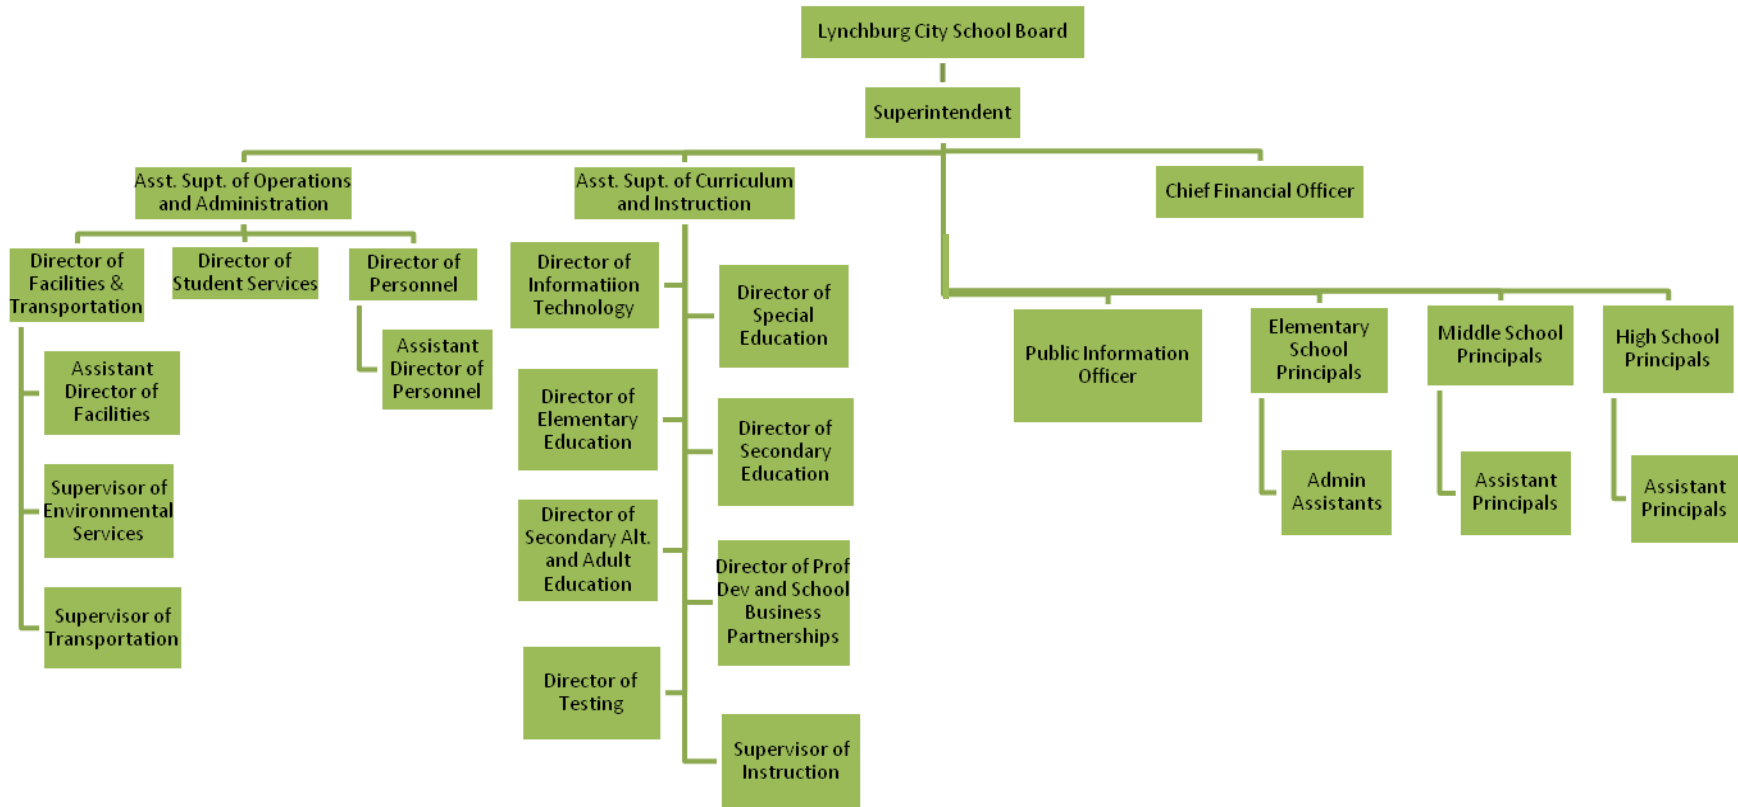 Lynchburg City School Board
Superintendent
Asst. Supt. of Operations
and Administration
Asst. Supt. of Curriculum
and Instruction
Chief Financial Officer
Director of
Facilities &
Transportation
Director of
Student Services
Director of
Personnel
Assistant
Director of
Facilities
Supervisor of
Environmental
Services
Supervisor of
Transportation
Assistant
Director of
Personnel
Director of
Informatiion
Technology
Director of
Special
Education
Director of
Elementary
Education
Director of
Secondary
Education
Director of
Secondary Alt.
and Adult
Education
Director of Prof
Dev and School
Business
Partnerships
Director of
Testing
Supervisor of
Instruction
Public Information
Officer
Elementary
School
Principals
Middle School
Principals
High School
Principals
Admin
Assistants
Assistant
Principals
Assistant
Principals